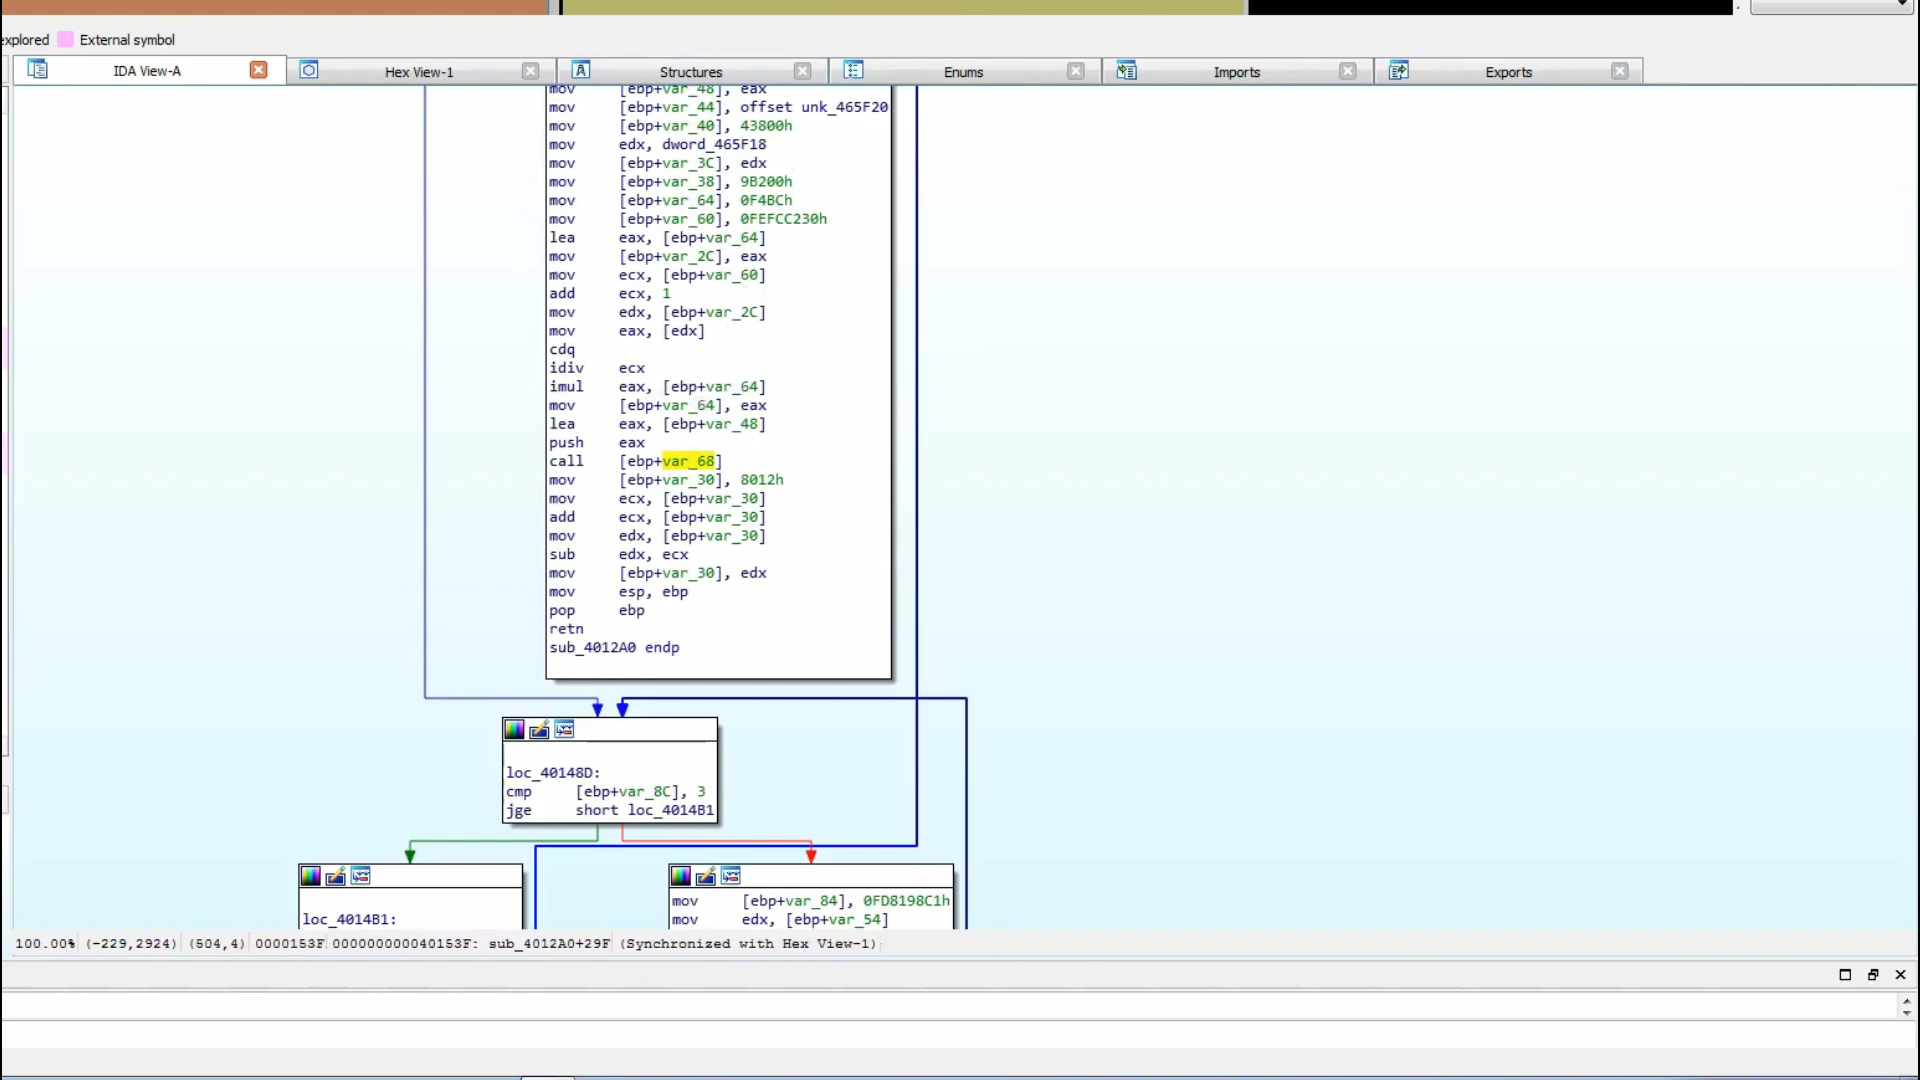 explored External symbol
IDA View-A Hex View-1 Structures Enums Imports Exports
mov [ebp+var_48], eax
mov [ebp+var_44], offset unk_465F20
mov [ebp+var_40], 43800h
mov edx, dword_465F18
mov [ebp+var_3C], edx
mov [ebp+var_38], 9B200h
mov [ebp+var_64], 0F4BCh
mov [ebp+var_60], 0FEFCC230h
lea eax, [ebp+var_64]
mov [ebp+var_2C], eax
mov ecx, [ebp+var_60]
add ecx, 1
mov edx, [ebp+var_2C]
mov eax, [edx]
cdq
idiv ecx
imul eax, [ebp+var_64]
mov [ebp+var_64], eax
lea eax, [ebp+var_48]
push eax
call [ebp+var_68]
mov [ebp+var_30], 8012h
mov ecx, [ebp+var_30]
add ecx, [ebp+var_30]
mov edx, [ebp+var_30]
sub edx, ecx
mov [ebp+var_30], edx
mov esp, ebp
pop ebp
retn
sub_4012A0 endp
loc_40148D:
cmp [ebp+var_8C], 3
jge short loc_4014B1
loc_4014B1:
mov [ebp+var_84], 0FD8198C1h
mov edx, [ebp+var_54]
100.00% (-229,2924) (504,4) 0000153F 000000000040153F: sub_4012A0+29F (Synchronized with Hex View-1)